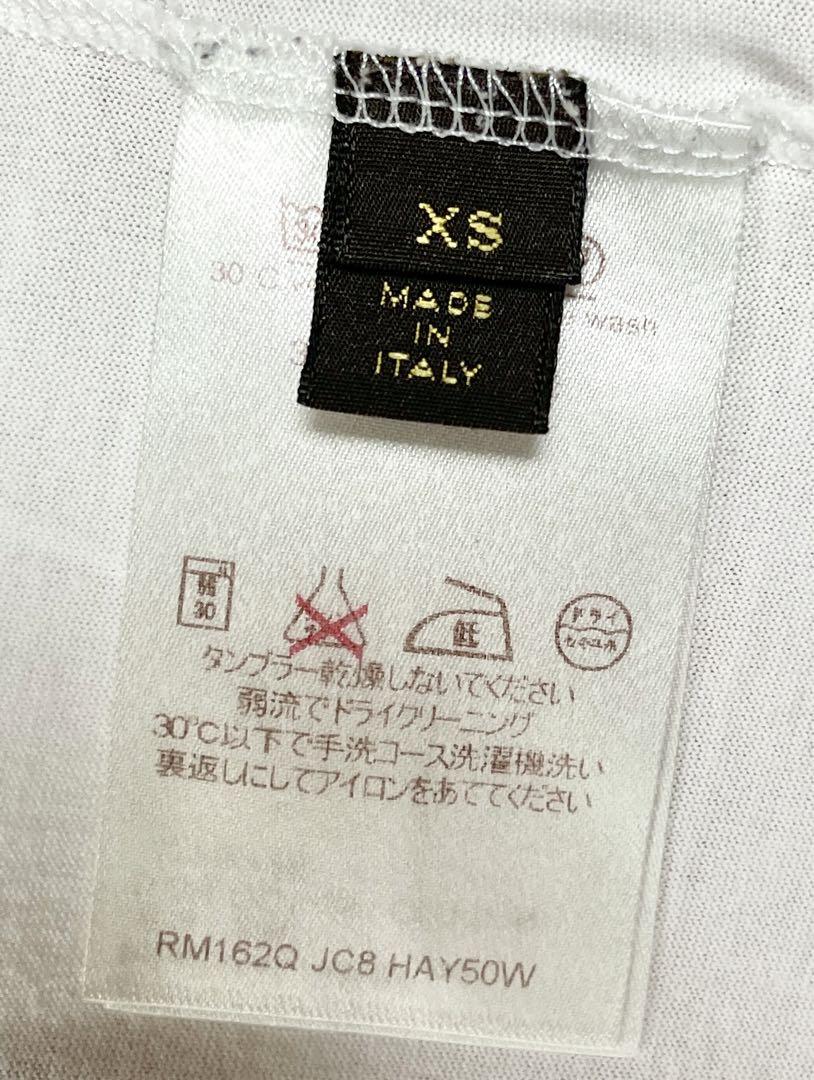 XS
MADE
IN
ITALY
30 C
wash
弱
30
低
ドライ
タンブラー乾燥しないでください
弱流でドライクリーニング
30℃以下で手洗コース洗濯機洗い
裏返しにしてアイロンをあててください
RM162Q JC8 HAY50W